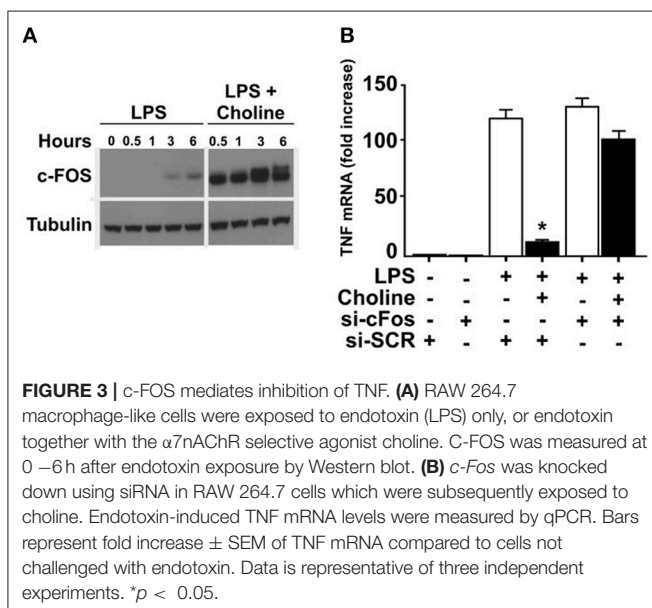 A
LPS
LPS +
Choline
Hours 0 0.5 1 3 6 0.5 1 3 6
c-FOS
Tubulin
B
TNF mRNA (fold increase)
150
100
50
0
*
LPS - - + + + +
Choline - - - + - +
si-cFos - + - - + +
si-SCR + - + + - -
FIGURE 3 | c-FOS mediates inhibition of TNF. (A) RAW 264.7
macrophage-like cells were exposed to endotoxin (LPS) only, or endotoxin
together with the α7nAChR selective agonist choline. C-FOS was measured at
0 –6 h after endotoxin exposure by Western blot. (B) c-Fos was knocked
down using siRNA in RAW 264.7 cells which were subsequently exposed to
choline. Endotoxin-induced TNF mRNA levels were measured by qPCR. Bars
represent fold increase ± SEM of TNF mRNA compared to cells not
challenged with endotoxin. Data is representative of three independent
experiments. *p < 0.05.